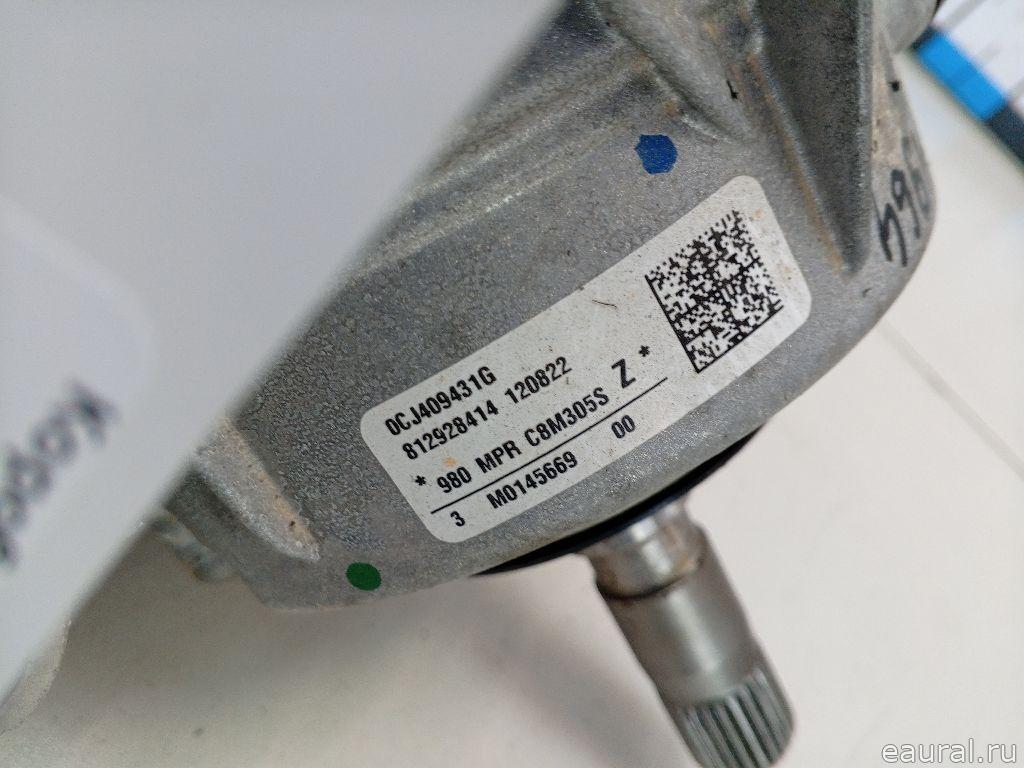 0CJ409431G
812928414 120822
* 980 MPR C8M305S Z *
3 M0145669 00
eaural.ru